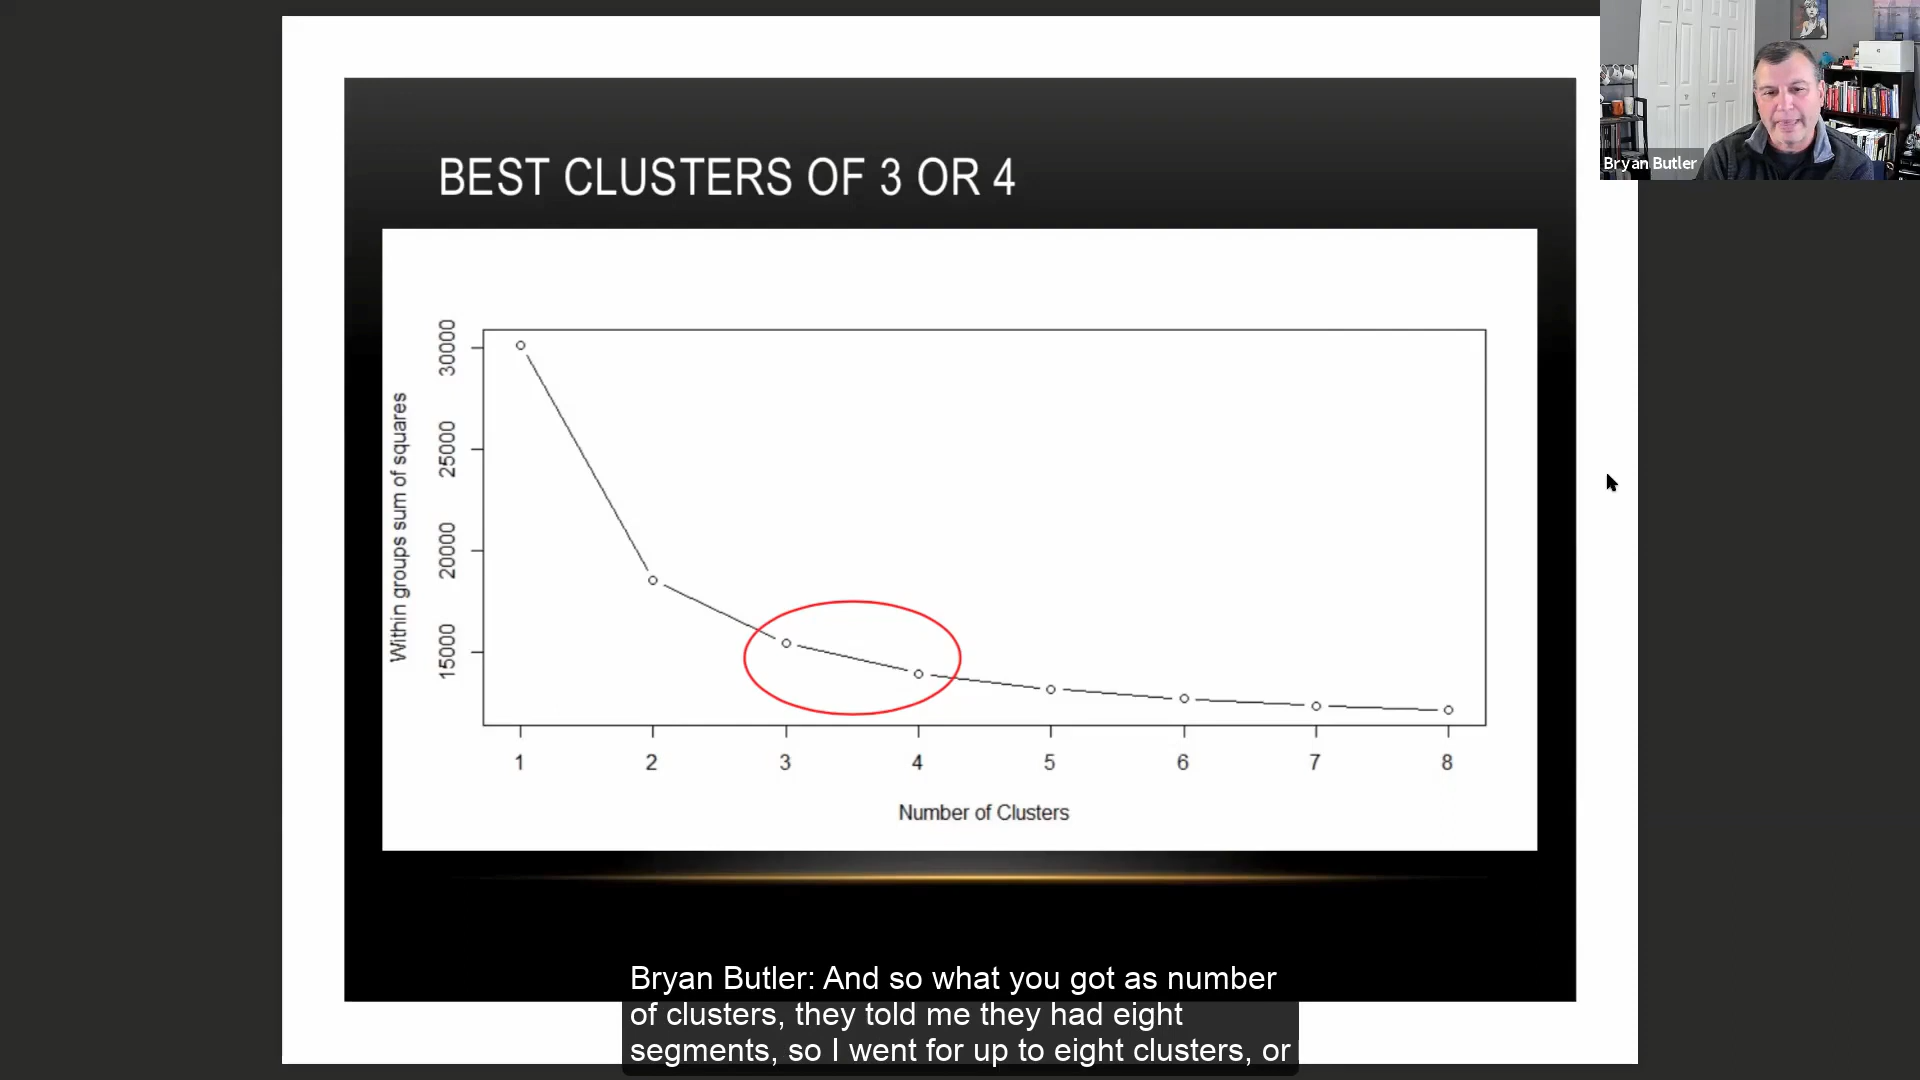 Bryan Butler
BEST CLUSTERS OF 3 OR 4
Within groups sum of squares
30000
25000
20000
15000
1 2 3 4 5 6 7 8
Number of Clusters
Bryan Butler: And so what you got as number
of clusters, they told me they had eight
segments, so I went for up to eight clusters, or